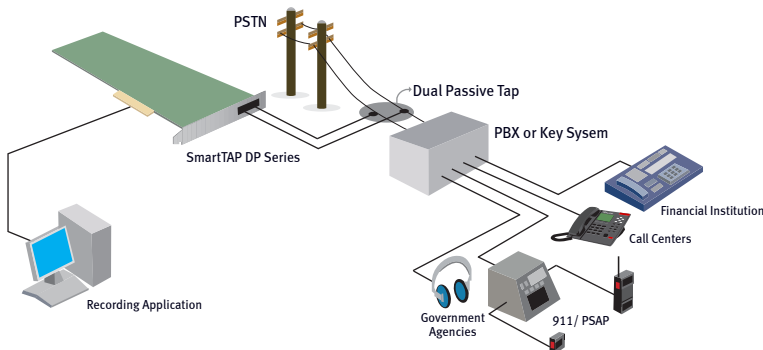 PSTN
Dual Passive Tap
PBX or Key Sysem
SmartTAP DP Series
Financial Institution
Call Centers
Recording Application
Government
Agencies
911/ PSAP